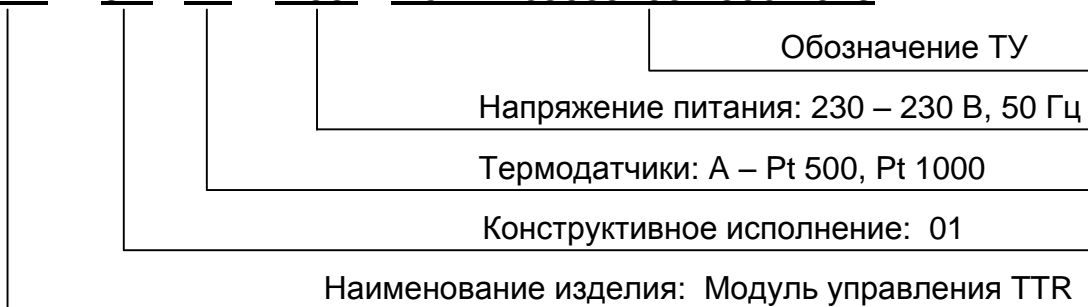 Обозначение ТУ
Напряжение питания: 230 – 230 В, 50 Гц
Термодатчики: А – Pt 500, Pt 1000
Конструктивное исполнение: 01
Наименование изделия: Модуль управления TTR